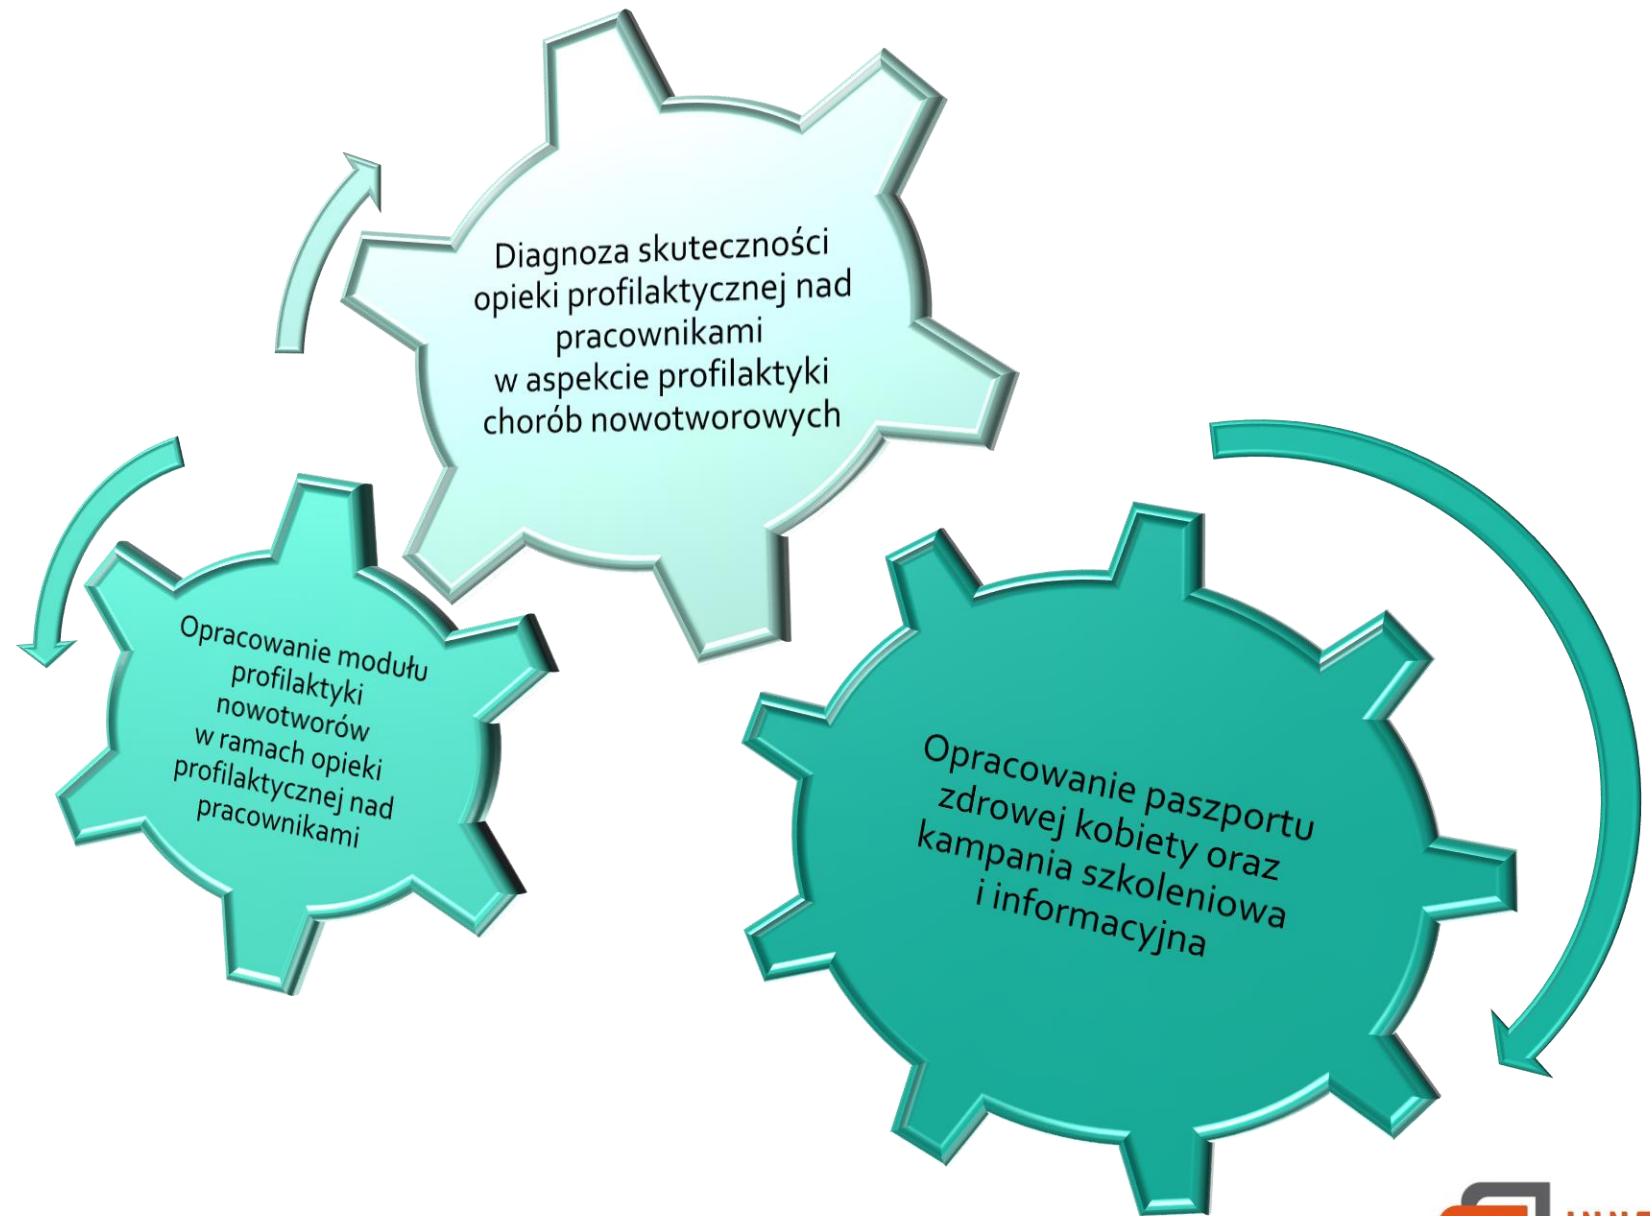 Diagnoza skuteczności
opieki profilaktycznej nad
pracownikami
w aspekcie profilaktyki
chorób nowotworowych
Opracowanie modułu
profilaktyki
nowotworów
w ramach opieki
profilaktycznej nad
pracownikami
Opracowanie paszportu
zdrowej kobiety oraz
kampania szkoleniowa
i informacyjna